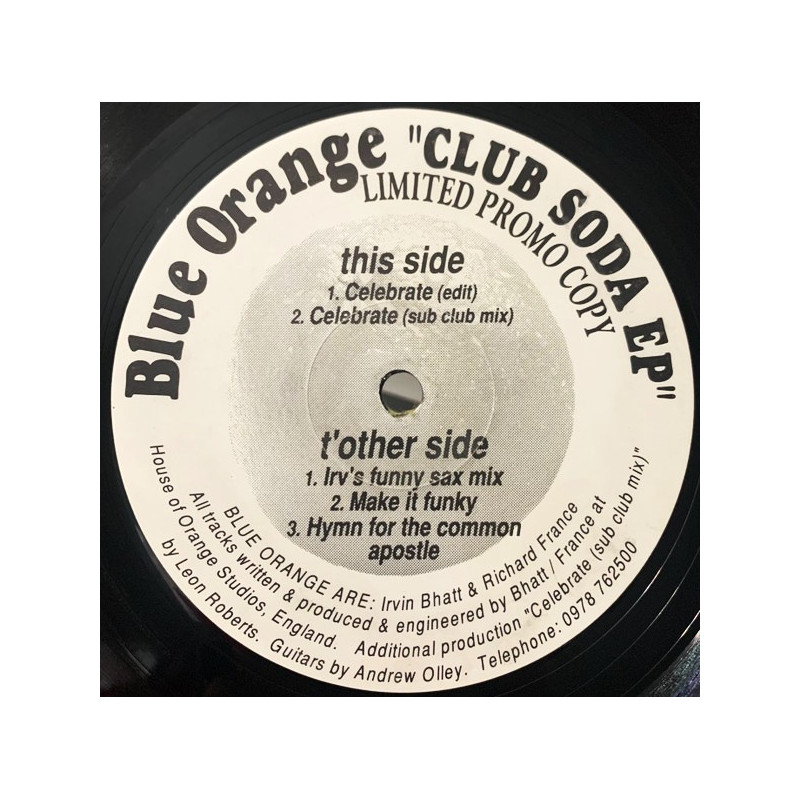 Blue Orange "CLUB SODA EP"
LIMITED PROMO COPY
this side
1. Celebrate (edit)
2. Celebrate (sub club mix)
t'other side
1. Irv's funny sax mix
2. Make it funky
3. Hymn for the common
apostle
BLUE ORANGE ARE: Irvin Bhatt & Richard France
All tracks written & produced & engineered by Bhatt / France at
House of Orange Studios, England. Additional production "Celebrate (sub club mix)"
by Leon Roberts. Guitars by Andrew Olley. Telephone: 0978 762500